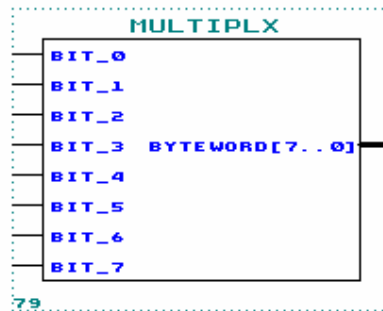 MULTIPLX
BIT_0
BIT_1
BIT_2
BIT_3 BYTEWORD[7..0]
BIT_4
BIT_5
BIT_6
BIT_7
79